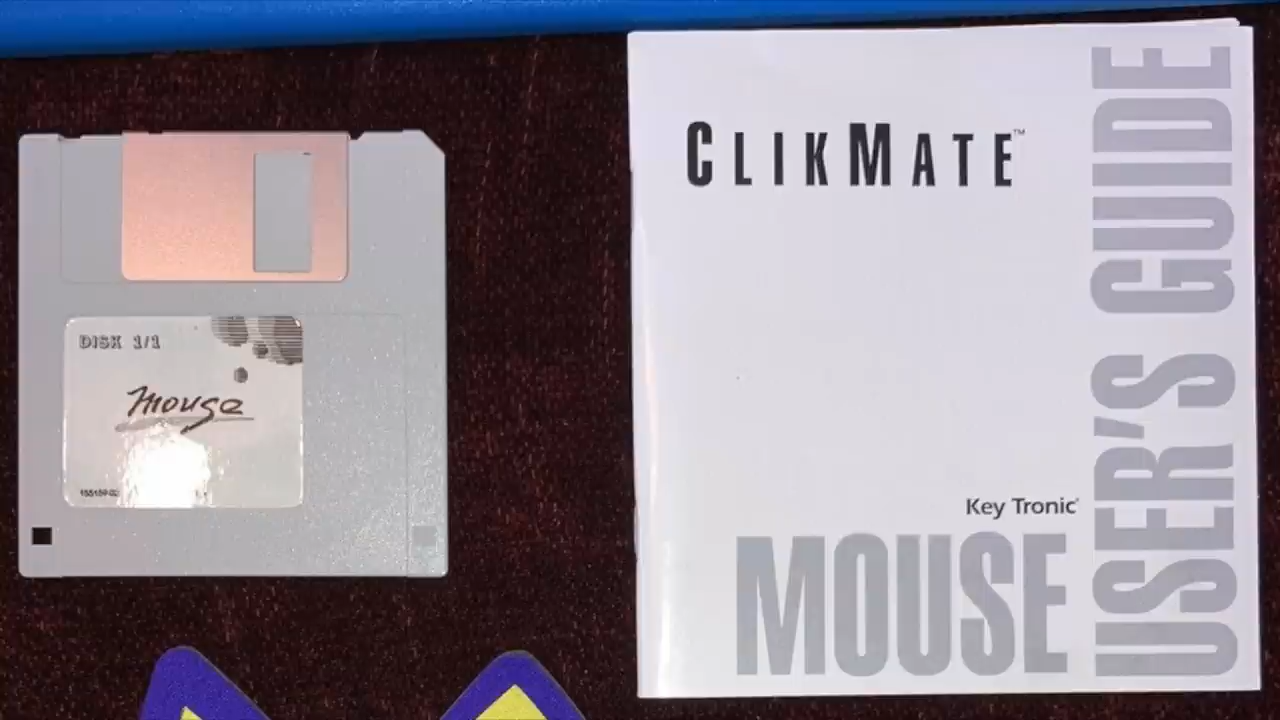 DISK 1/1
mouse
CLIKMATE™
Key Tronic
MOUSE
USER'S GUIDE